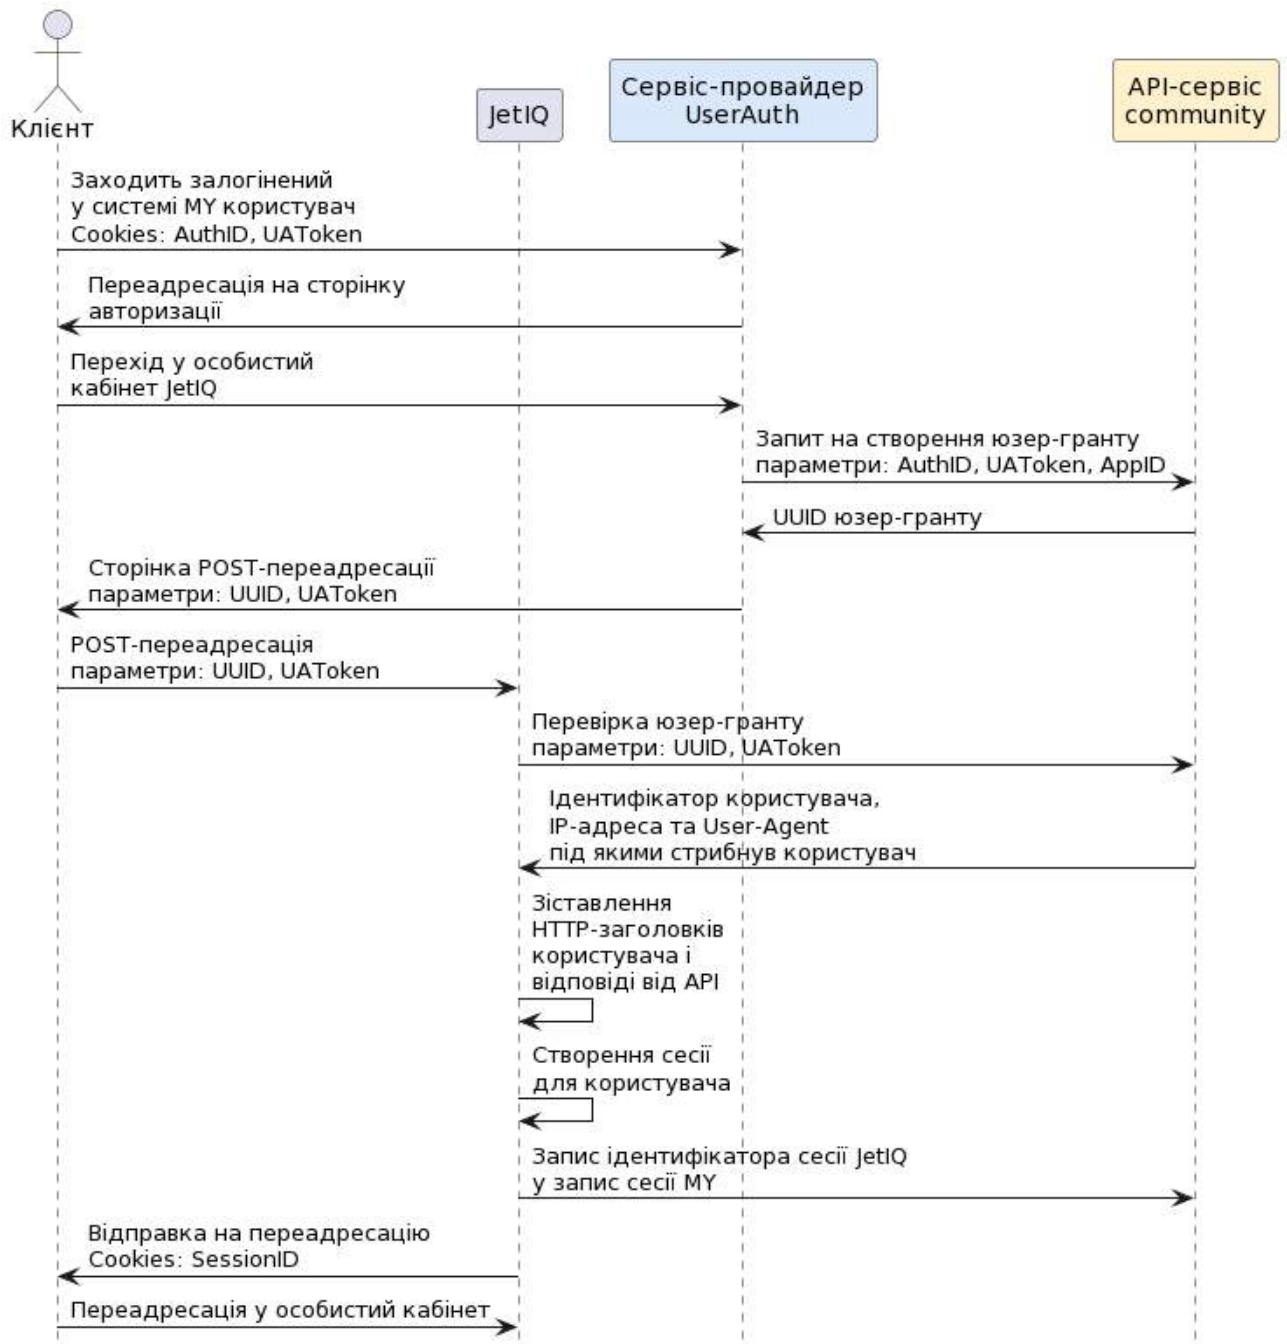 Клієнт
JetIQ
Сервіс-провайдер
UserAuth
API-сервіс
community
Заходить залогінений
у системі MY користувач
Cookies: AuthID, UAToken
Переадресація на сторінку
авторизації
Перехід у особистий
кабінет JetIQ
Запит на створення юзер-гранту
параметри: AuthID, UAToken, AppID
UUID юзер-гранту
Сторінка POST-переадресації
параметри: UUID, UAToken
POST-переадресація
параметри: UUID, UAToken
Перевірка юзер-гранту
параметри: UUID, UAToken
Ідентифікатор користувача,
IP-адреса та User-Agent
під якими стрибнув користувач
Зіставлення
HTTP-заголовків
користувача і
відповіді від API
Створення сесії
для користувача
Запис ідентифікатора сесії JetIQ
у запис сесії MY
Відправка на переадресацію
Cookies: SessionID
Переадресація у особистий кабінет